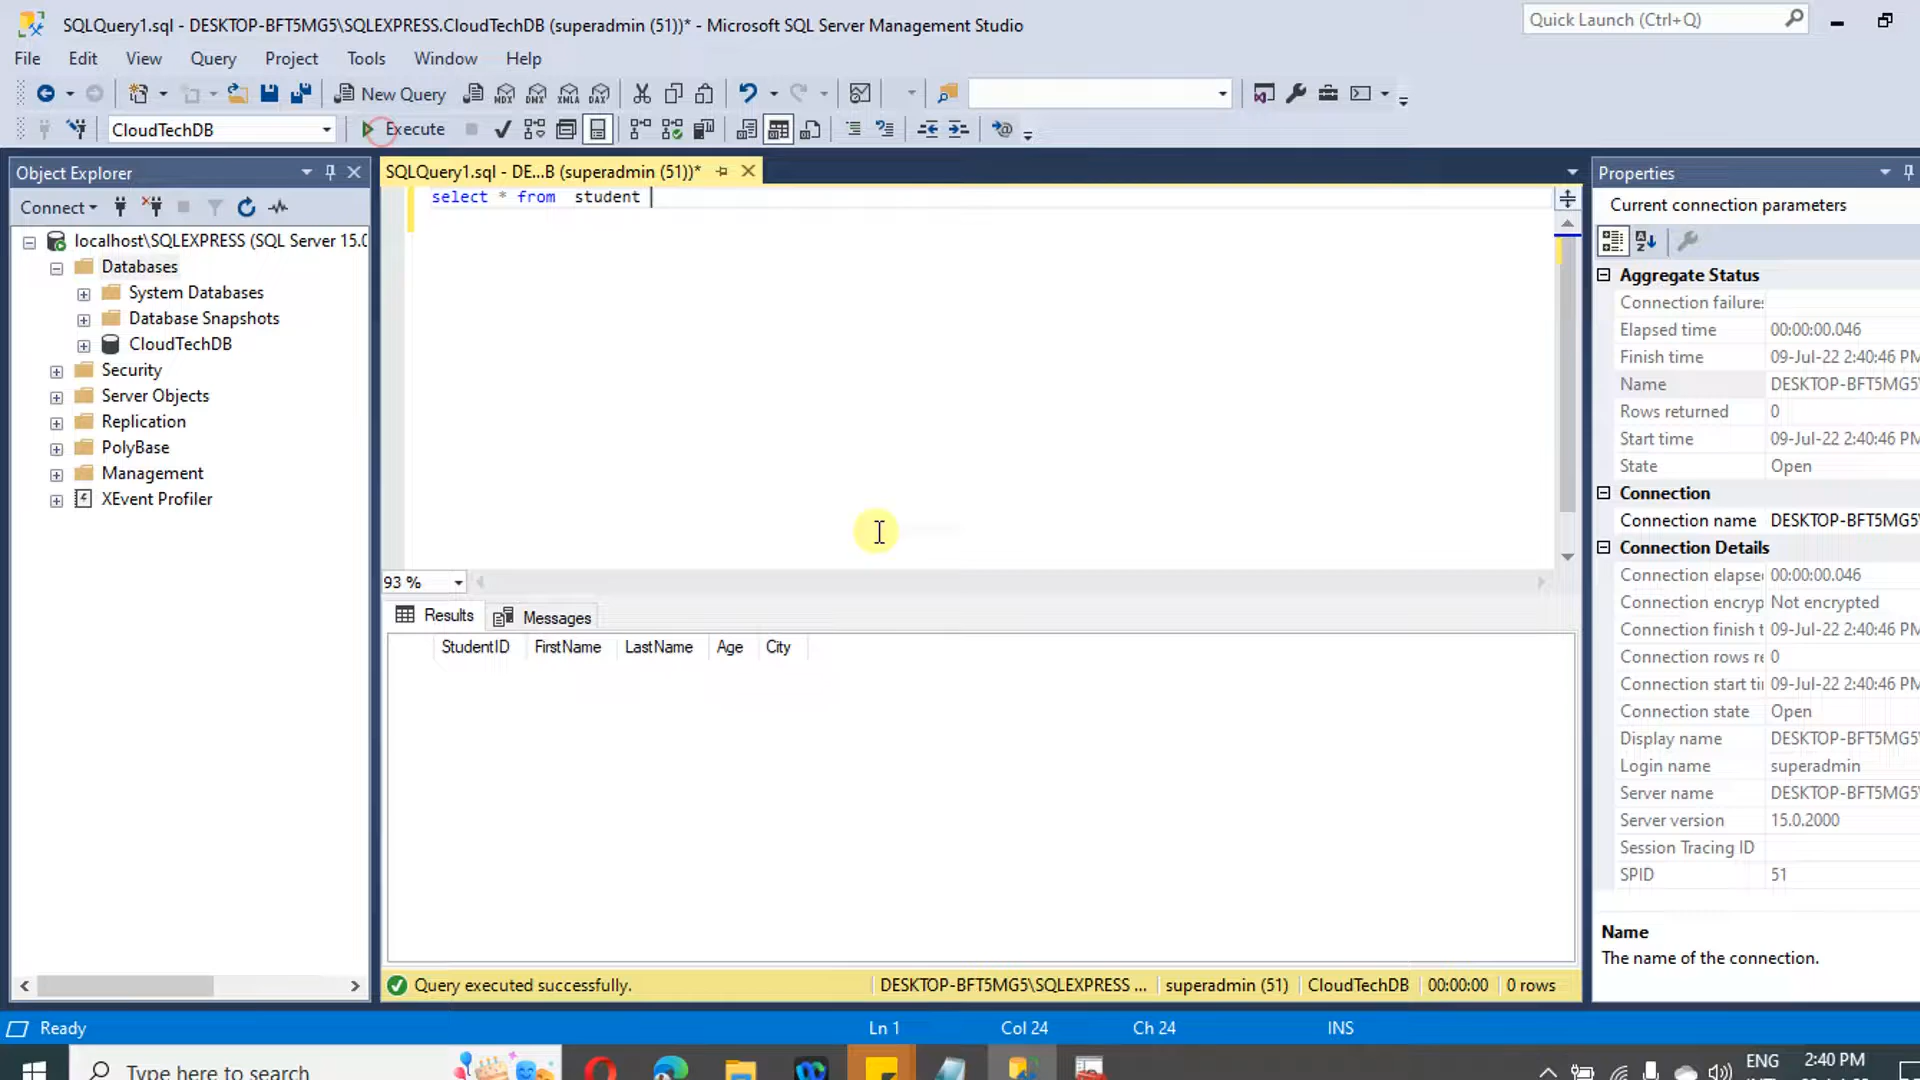 SQLQuery1.sql - DESKTOP-BFT5MG5\SQLEXPRESS.CloudTechDB (superadmin (51))* - Microsoft SQL Server Management Studio
Quick Launch (Ctrl+Q)
File Edit View Query Project Tools Window Help
New Query MDX DMX XMLA DAX
CloudTechDB Execute
Object Explorer
Connect
localhost\SQLEXPRESS (SQL Server 15.0
Databases
System Databases
Database Snapshots
CloudTechDB
Security
Server Objects
Replication
PolyBase
Management
XEvent Profiler
SQLQuery1.sql - DE...B (superadmin (51))*
select * from  student
93 %
Results Messages
StudentID FirstName LastName Age City
Query executed successfully. DESKTOP-BFT5MG5\SQLEXPRESS ... superadmin (51) CloudTechDB 00:00:00 0 rows
Properties
Current connection parameters
Aggregate Status
Connection failures
Elapsed time 00:00:00.046
Finish time 09-Jul-22 2:40:46 PM
Name DESKTOP-BFT5MG5\
Rows returned 0
Start time 09-Jul-22 2:40:46 PM
State Open
Connection
Connection name DESKTOP-BFT5MG5\
Connection Details
Connection elapse 00:00:00.046
Connection encryp Not encrypted
Connection finish t 09-Jul-22 2:40:46 PM
Connection rows re 0
Connection start ti 09-Jul-22 2:40:46 PM
Connection state Open
Display name DESKTOP-BFT5MG5\
Login name superadmin
Server name DESKTOP-BFT5MG5\
Server version 15.0.2000
Session Tracing ID
SPID 51
Name
The name of the connection.
Ready Ln 1 Col 24 Ch 24 INS
Type here to search ENG 2:40 PM